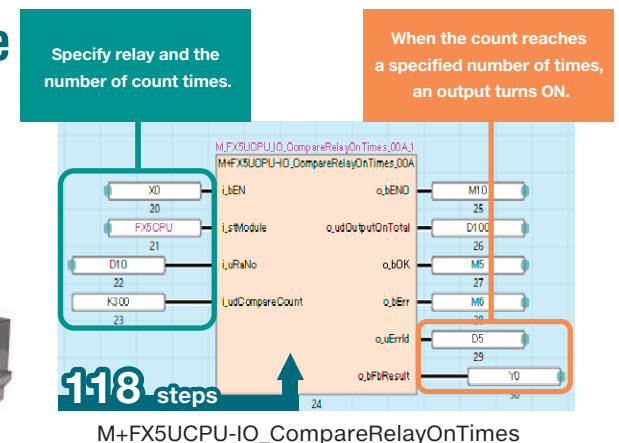 e
Specify relay and the
number of count times.
When the count reaches
a specified number of times,
an output turns ON.
M_FX5UCPU_IO_CompareRelayOnTimes_00A_1
M+FX5UCPU-IO_CompareRelayOnTimes_00A
X0 i_bEN o_bENO M10
20 25
FX5CPU i_stModule o_udOutputOnTotal D100
21 26
D10 i_uRaNo o_bOK M5
22 27
K300 i_udCompareCount o_bErr M6
23 28
o_uErrId D5
29
o_bFbResult Y0
30
118 steps
24
M+FX5UCPU-IO_CompareRelayOnTimes